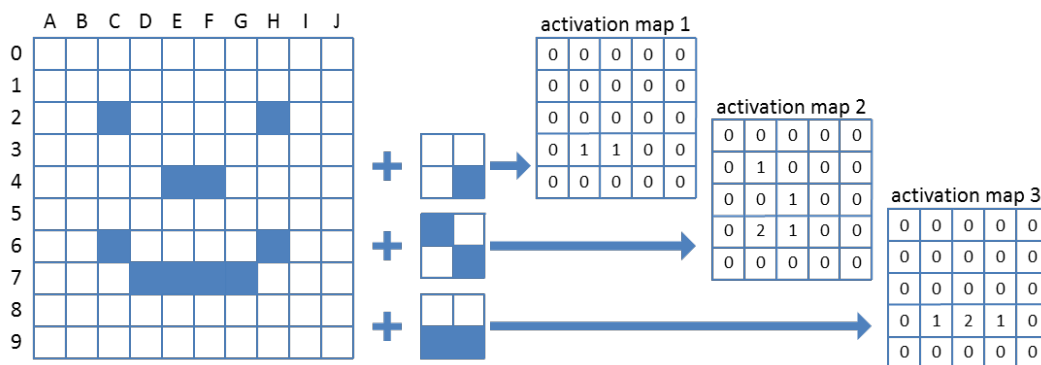 A B C D E F G H I J
0
1
2
3
4
5
6
7
8
9
activation map 1
0 0 0 0 0
0 0 0 0 0
0 0 0 0 0
0 1 1 0 0
0 0 0 0 0
activation map 2
0 0 0 0 0
0 1 0 0 0
0 0 1 0 0
0 2 1 0 0
0 0 0 0 0
activation map 3
0 0 0 0 0
0 0 0 0 0
0 0 0 0 0
0 1 2 1 0
0 0 0 0 0